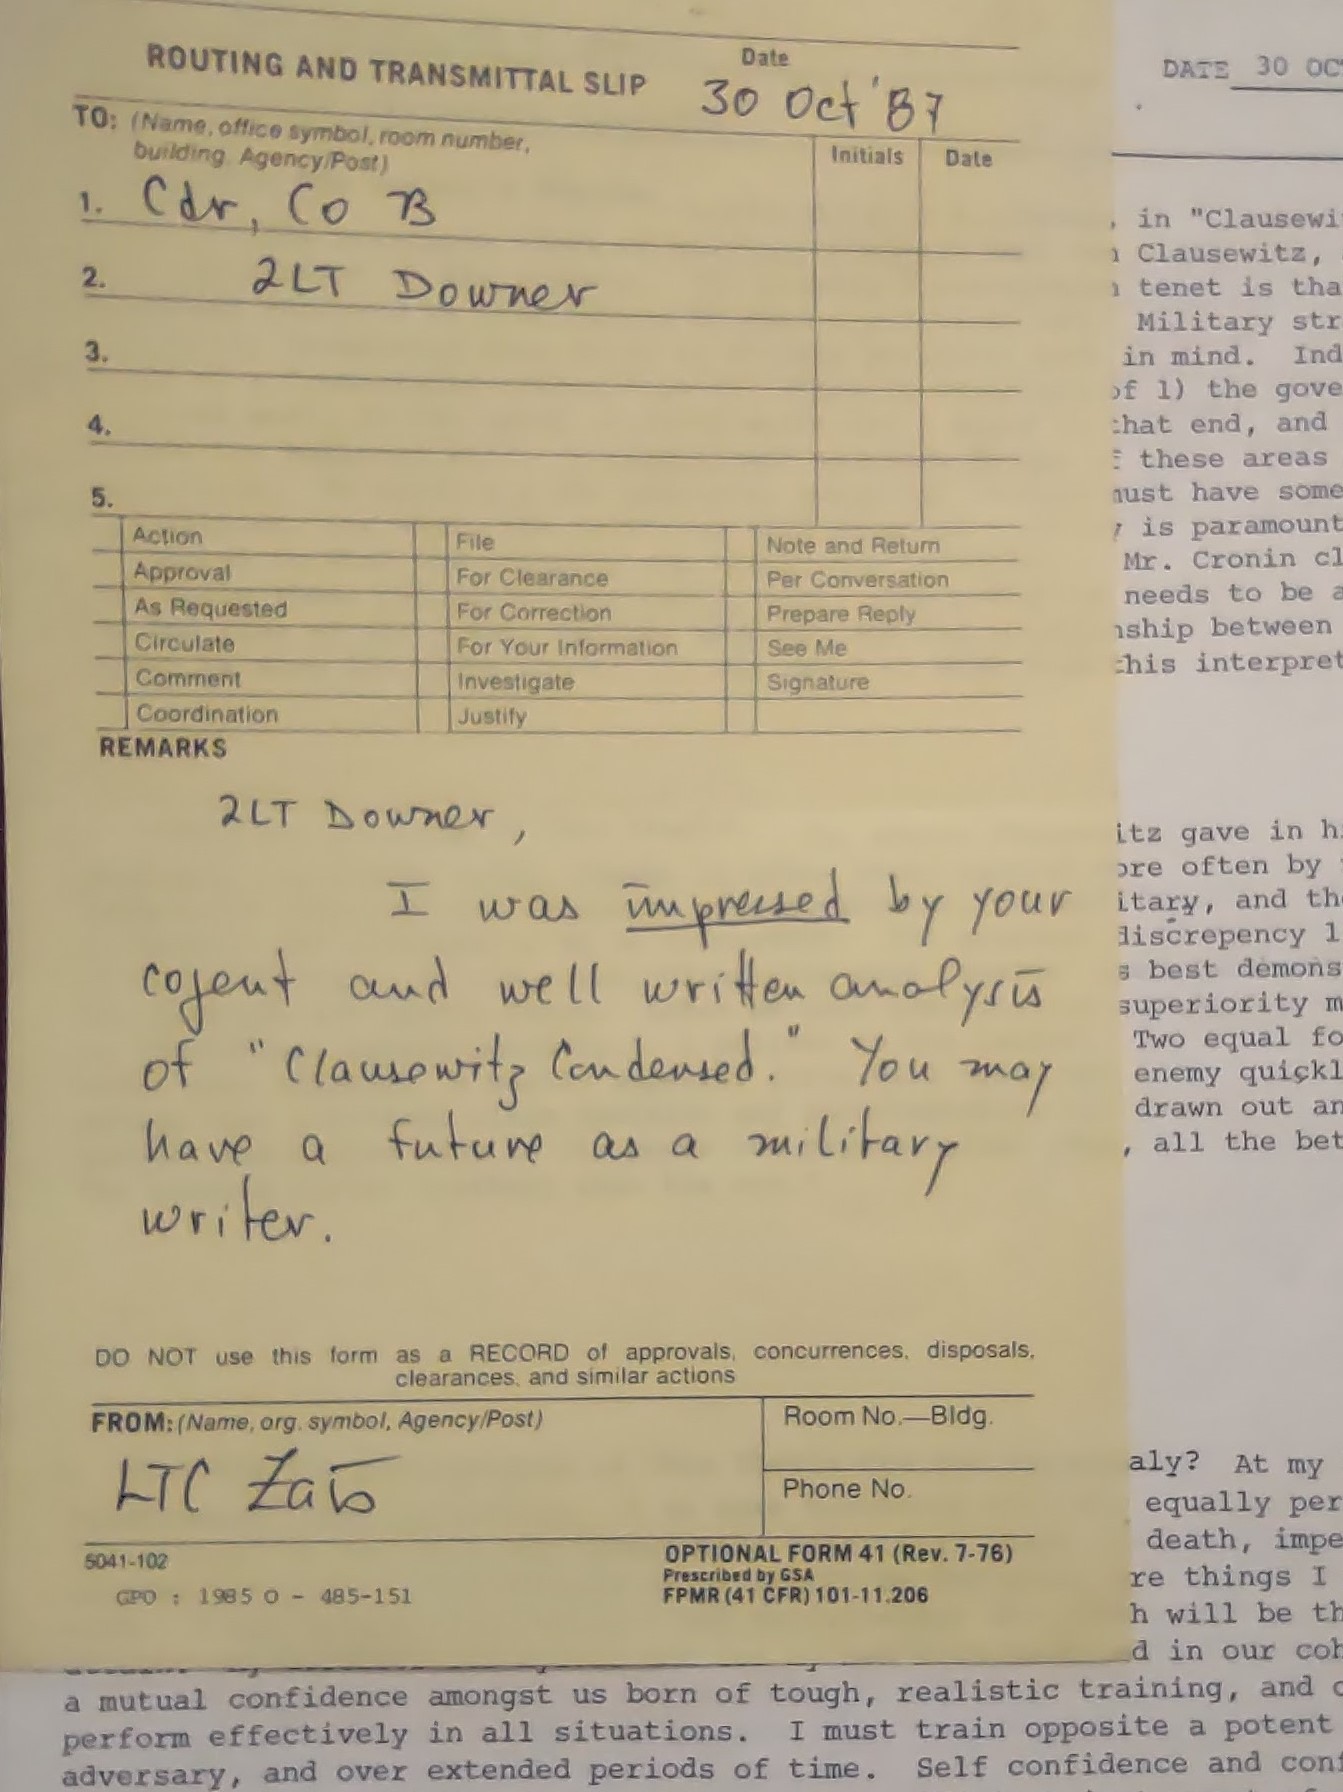 ROUTING AND TRANSMITTAL SLIP
Date
30 Oct '87
TO: (Name, office symbol, room number,
building, Agency/Post)
Initials
Date
1. Cdr, Co B
2. 2LT Downer
3.
4.
5.
Action File Note and Return
Approval For Clearance Per Conversation
As Requested For Correction Prepare Reply
Circulate For Your Information See Me
Comment Investigate Signature
Coordination Justify
REMARKS
2LT Downer,
I was impressed by your
cogent and well written analysis
of "Clausewitz Condensed." You may
have a future as a military
writer.
DO NOT use this form as a RECORD of approvals, concurrences, disposals,
clearances, and similar actions
FROM: (Name, org. symbol, Agency/Post)
Room No.—Bldg.
LTC
Phone No.
5041-102
OPTIONAL FORM 41 (Rev. 7-76)
Prescribed by GSA
GPO : 1985 O - 485-151
FPMR (41 CFR) 101-11.206
DATE 30 OC
, in "Clausewi
Clausewitz,
tenet is tha
Military str
in mind. Ind
of 1) the gove
that end, and
these areas
must have some
is paramount
Mr. Cronin cl
needs to be a
nship between
this interpret
itz gave in h
ore often by
itary, and th
discrepency l
s best demons
superiority m
Two equal fo
enemy quickl
drawn out an
, all the bet
aly? At my
equally per
death, impe
re things I
h will be th
d in our coh
a mutual confidence amongst us born of tough, realistic training, and
perform effectively in all situations. I must train opposite a potent
adversary, and over extended periods of time. Self confidence and conf